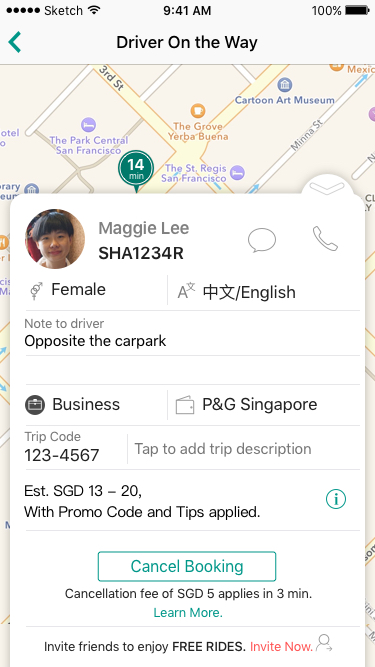 Sketch
9:41 AM
100%
Driver On the Way
Mexico
Cartoon Art Museum
The Grove
Yerba Buena
Minna St
otel
The Park Central
San Francisco
14
min
The St. Regis
San Francisco
Museum
Maggie Lee
SHA1234R
Female
中文/English
Note to driver
Opposite the carpark
Business
P&G Singapore
Trip Code
123-4567
Tap to add trip description
Est. SGD 13 – 20,
With Promo Code and Tips applied.
Cancel Booking
Cancellation fee of SGD 5 applies in 3 min.
Learn More.
Invite friends to enjoy FREE RIDES. Invite Now.